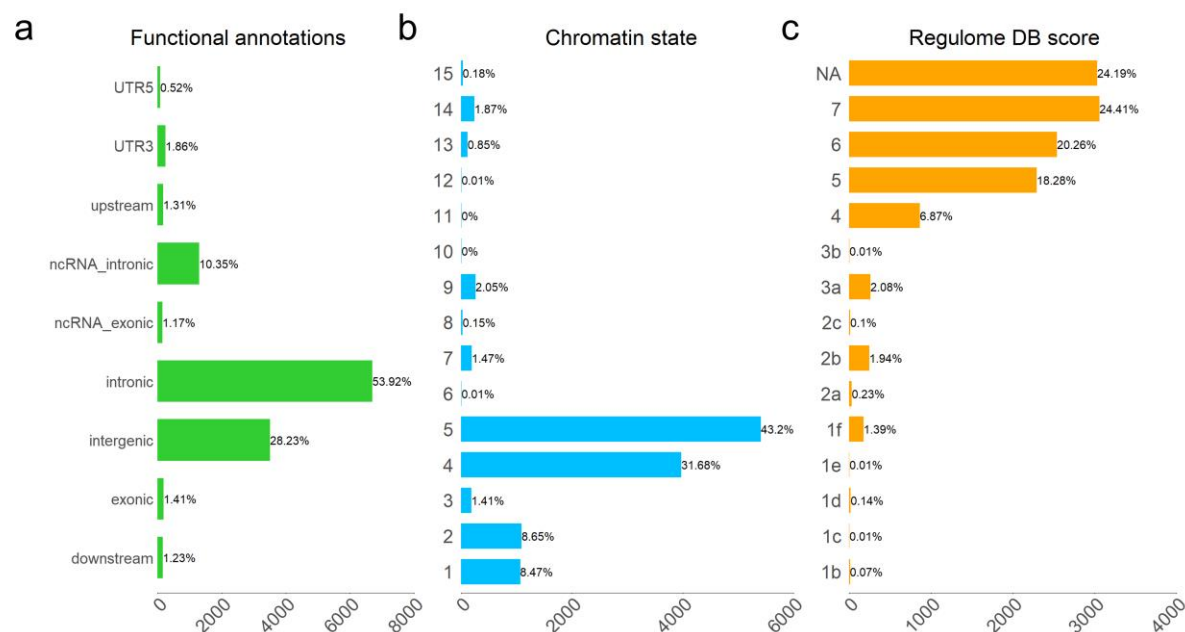 a Functional annotations
UTR5 0.52%
UTR3 1.86%
upstream 1.31%
ncRNA_intronic 10.35%
ncRNA_exonic 1.17%
intronic 53.92%
intergenic 28.23%
exonic 1.41%
downstream 1.23%
0 2000 4000 6000 8000
b Chromatin state
15 0.18%
14 1.87%
13 0.85%
12 0.01%
11 0%
10 0%
9 2.05%
8 0.15%
7 1.47%
6 0.01%
5 43.2%
4 31.68%
3 1.41%
2 8.65%
1 8.47%
0 2000 4000 6000
c Regulome DB score
NA 24.19%
7 24.41%
6 20.26%
5 18.28%
4 6.87%
3b 0.01%
3a 2.08%
2c 0.1%
2b 1.94%
2a 0.23%
1f 1.39%
1e 0.01%
1d 0.14%
1c 0.01%
1b 0.07%
0 1000 2000 3000 4000